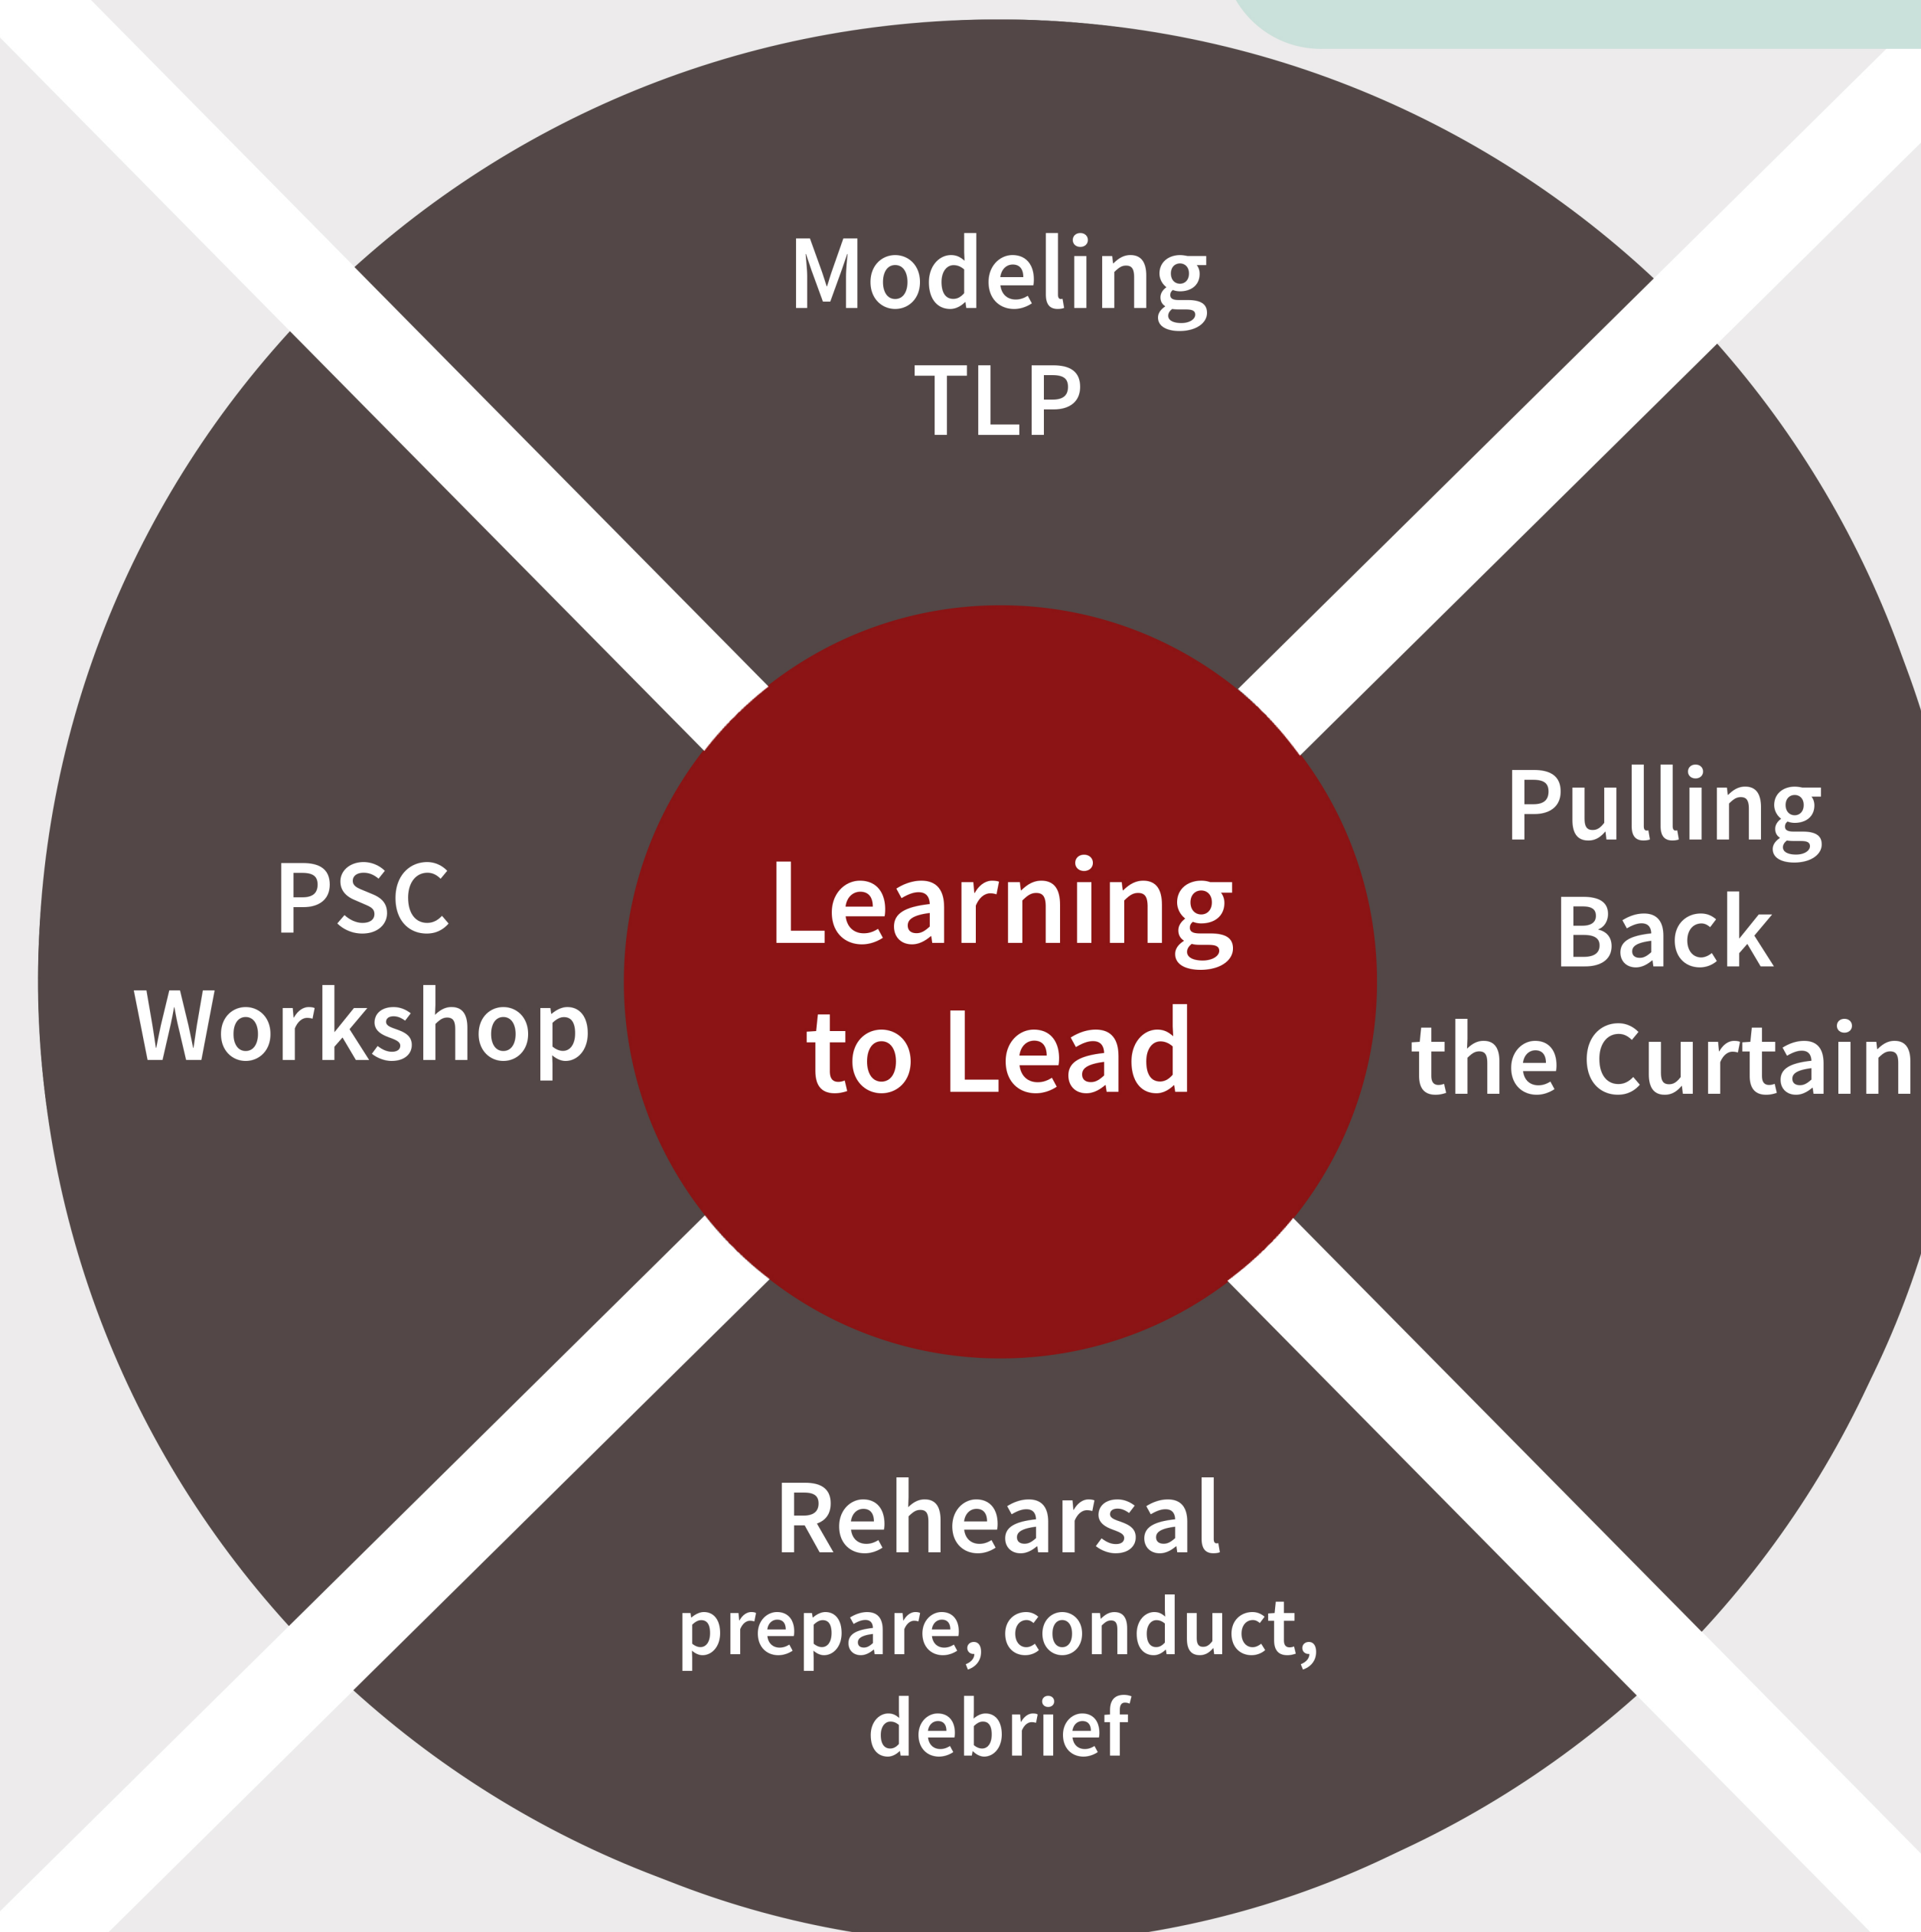 Modeling
TLP
Pulling
Back
the Curtain
PSC
Workshop
Learning
to Lead
Rehearsal
prepare, conduct,
debrief